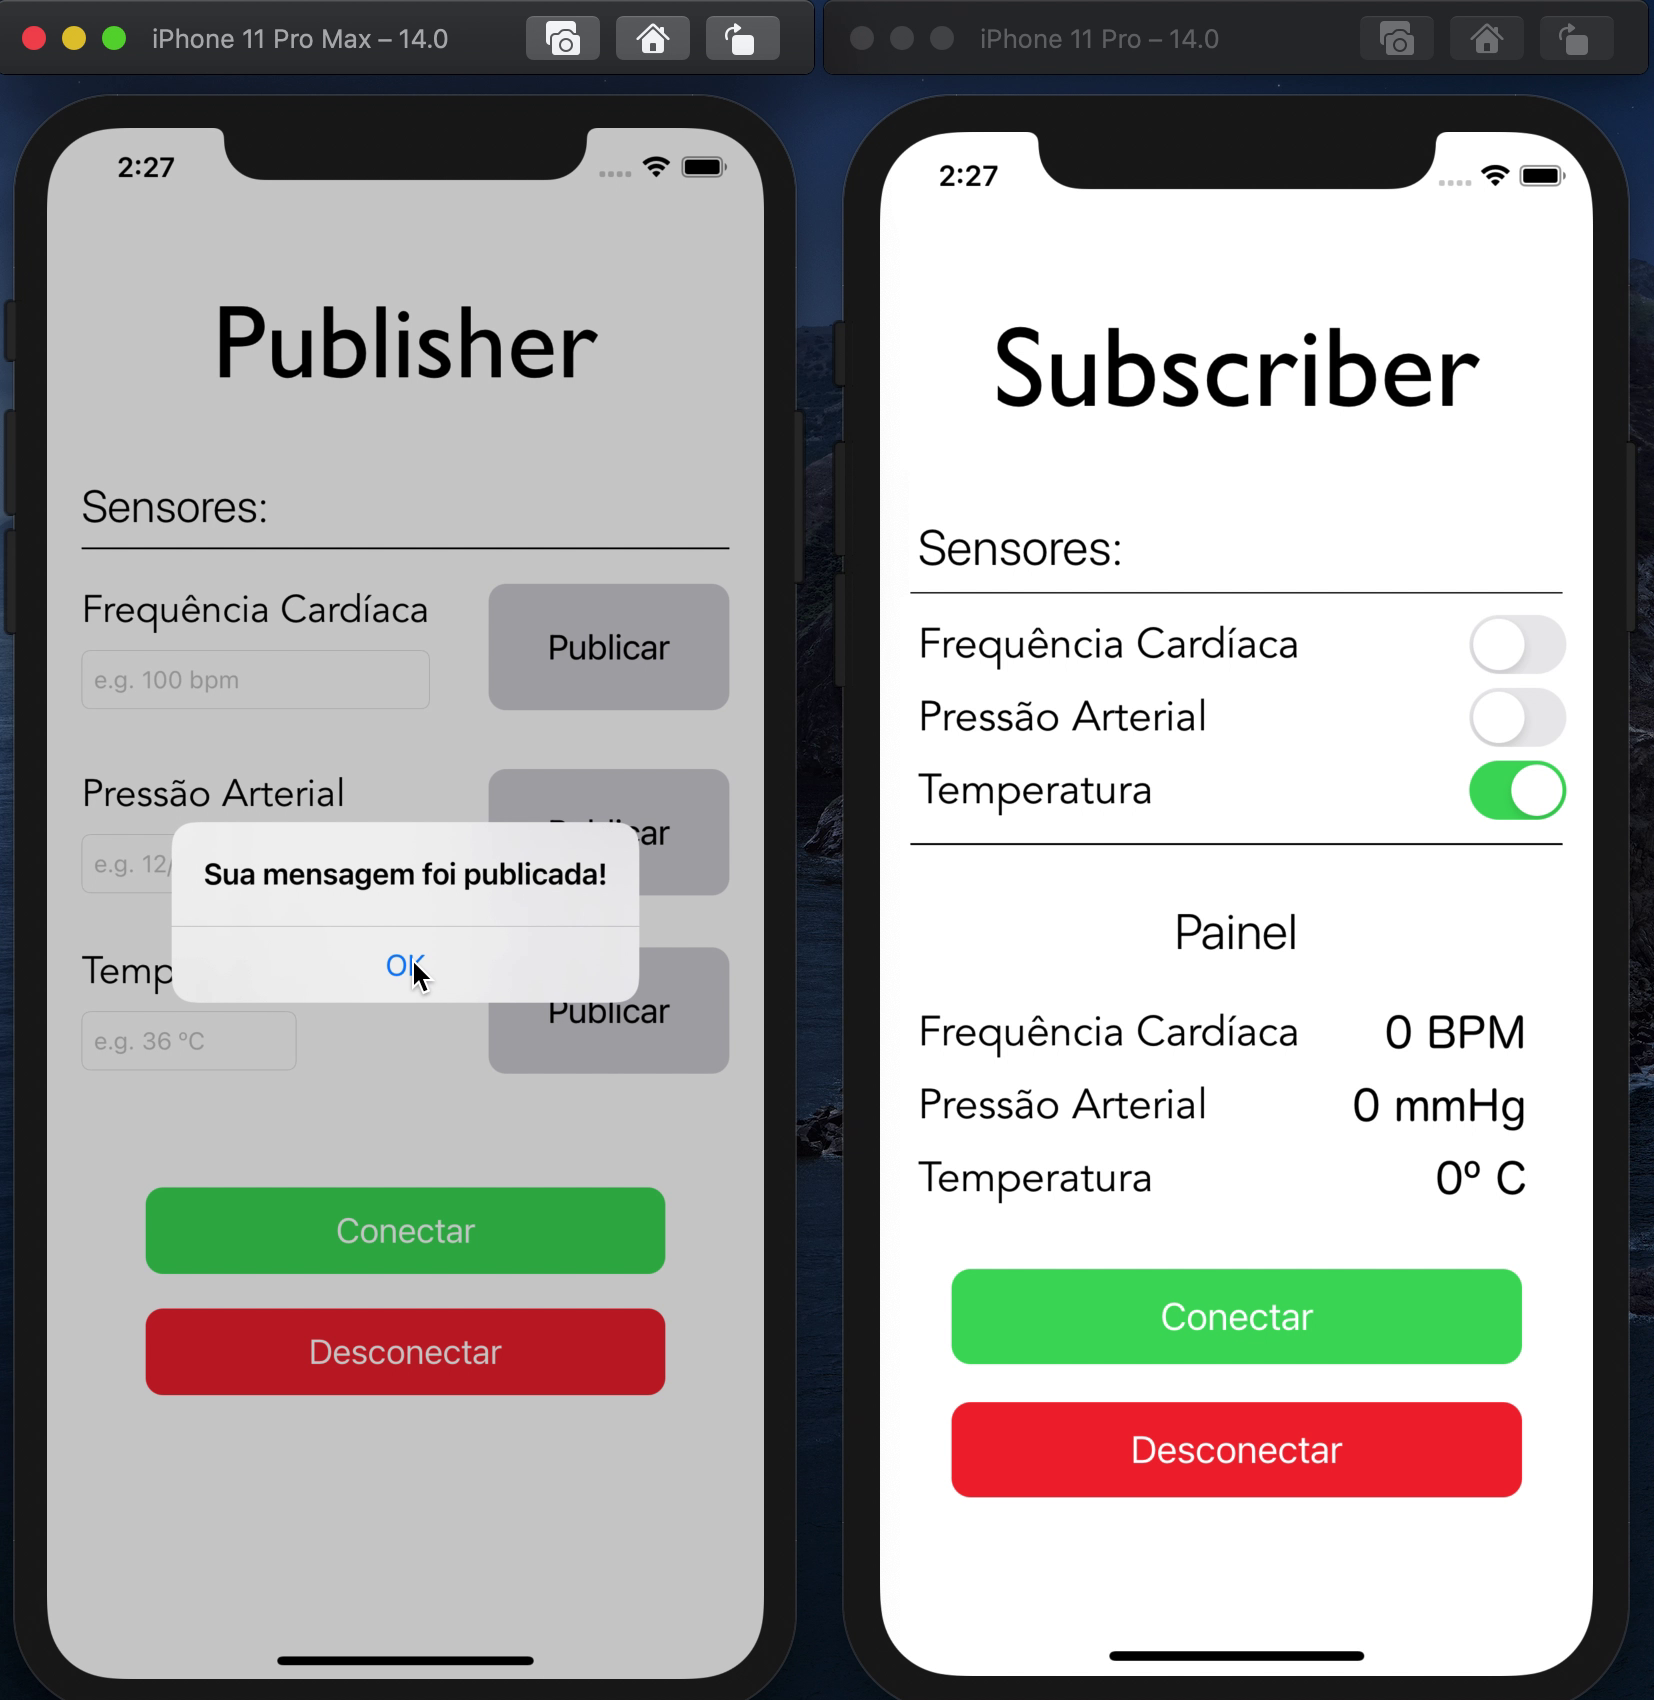 iPhone 11 Pro Max – 14.0
2:27
Publisher
Sensores:
Frequência Cardíaca
e.g. 100 bpm
Publicar
Pressão Arterial
e.g. 12/
Sua mensagem foi publicada!
OK
Temp
e.g. 36 ºC
Publicar
Conectar
Desconectar
iPhone 11 Pro – 14.0
2:27
Subscriber
Sensores:
Frequência Cardíaca
Pressão Arterial
Temperatura
Painel
Frequência Cardíaca 0 BPM
Pressão Arterial 0 mmHg
Temperatura 0º C
Conectar
Desconectar